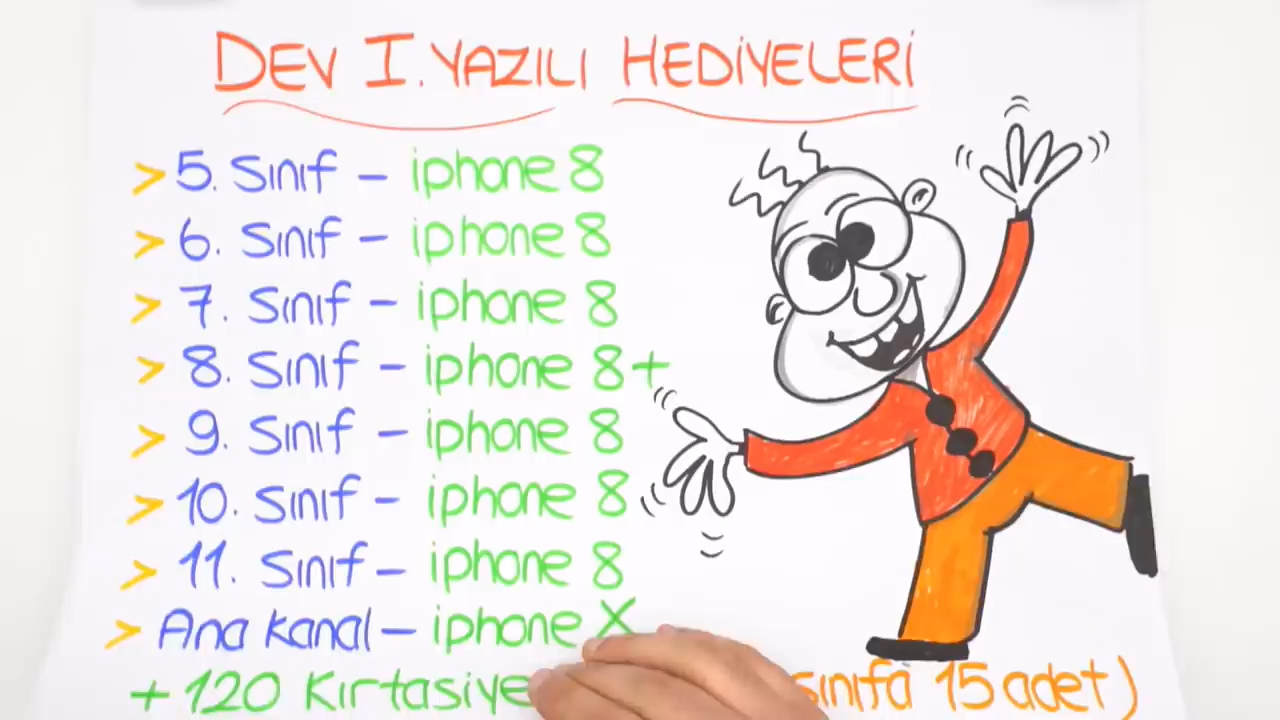 DEV I. YAZILI HEDİYELERİ
> 5. Sınıf – iphone 8
> 6. Sınıf – iphone 8
> 7. Sınıf – iphone 8
> 8. Sınıf – iphone 8+
> 9. Sınıf – iphone 8
> 10. Sınıf – iphone 8
> 11. Sınıf – iphone 8
> Ana kanal – iphone X
+ 120 Kırtasiye sınıfa 15 adet)